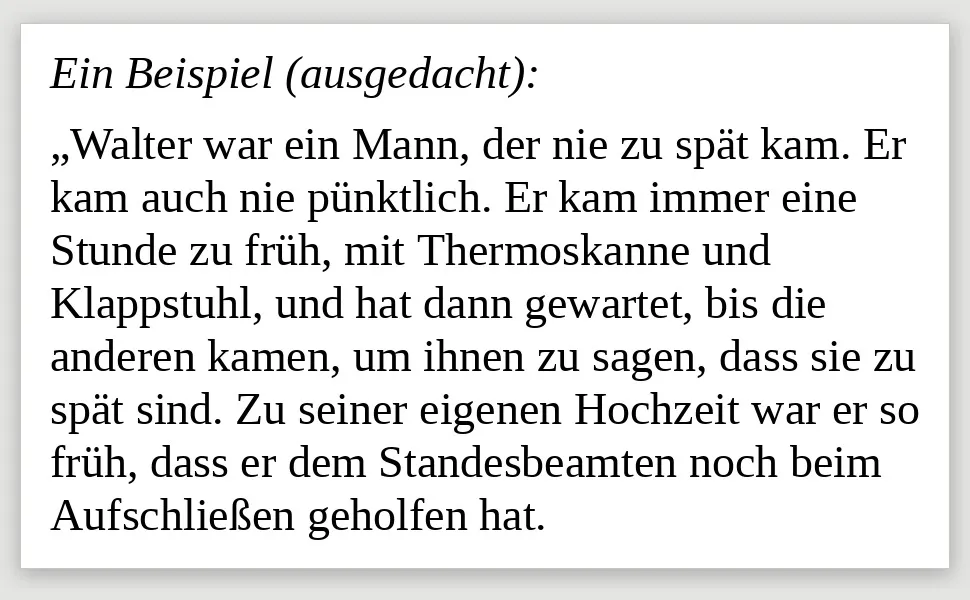 Ein Beispiel (ausgedacht):
„Walter war ein Mann, der nie zu spät kam. Er
kam auch nie pünktlich. Er kam immer eine
Stunde zu früh, mit Thermoskanne und
Klappstuhl, und hat dann gewartet, bis die
anderen kamen, um ihnen zu sagen, dass sie zu
spät sind. Zu seiner eigenen Hochzeit war er so
früh, dass er dem Standesbeamten noch beim
Aufschließen geholfen hat.